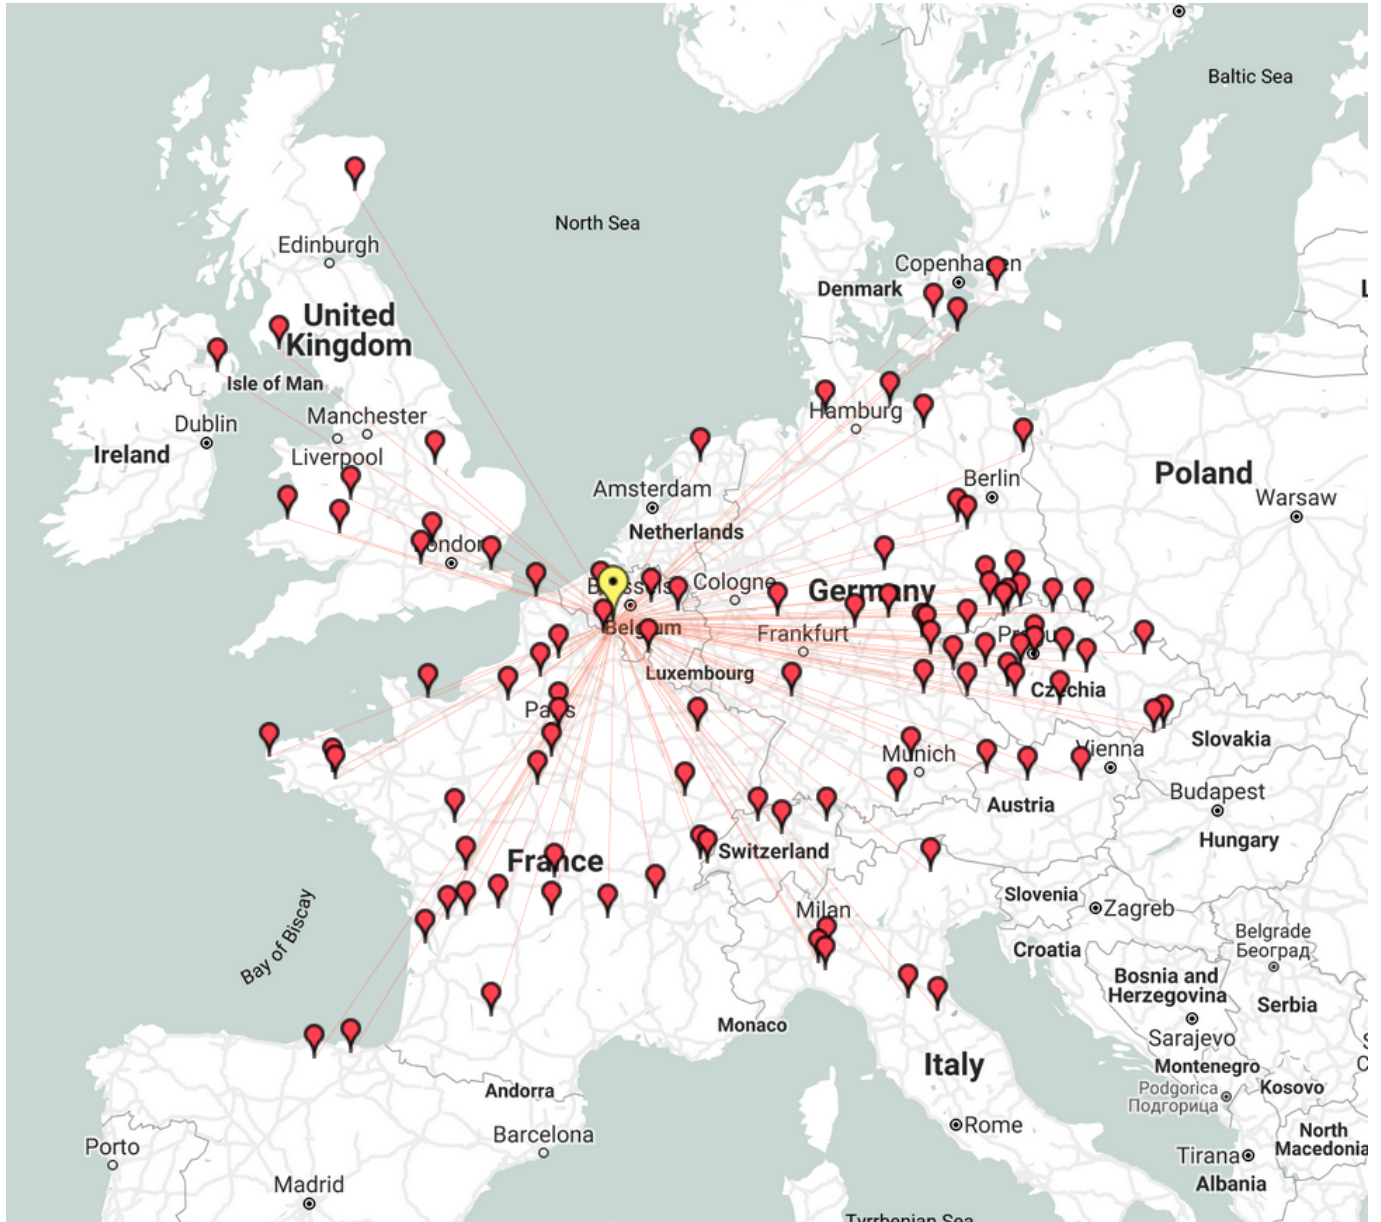 Baltic Sea
North Sea
Edinburgh
Copenhagen
Denmark
United
Kingdom
Isle of Man
Hamburg
Manchester
Dublin
Ireland
Liverpool
Poland
Berlin
Amsterdam
Warsaw
Netherlands
London
Brussels
Cologne
Germany
Belgium
Frankfurt
Luxembourg
Czechia
Paris
Slovakia
Munich
Vienna
Budapest
Austria
Hungary
France
Switzerland
Slovenia
Zagreb
Milan
Bay of Biscay
Belgrade
Београд
Croatia
Bosnia and
Herzegovina
Serbia
Monaco
Sarajevo
Italy
Montenegro
Andorra
Podgorica
Подгорица
Kosovo
Rome
Barcelona
Porto
North
Macedonia
Tirana
Madrid
Albania
Tyrrhenian Sea